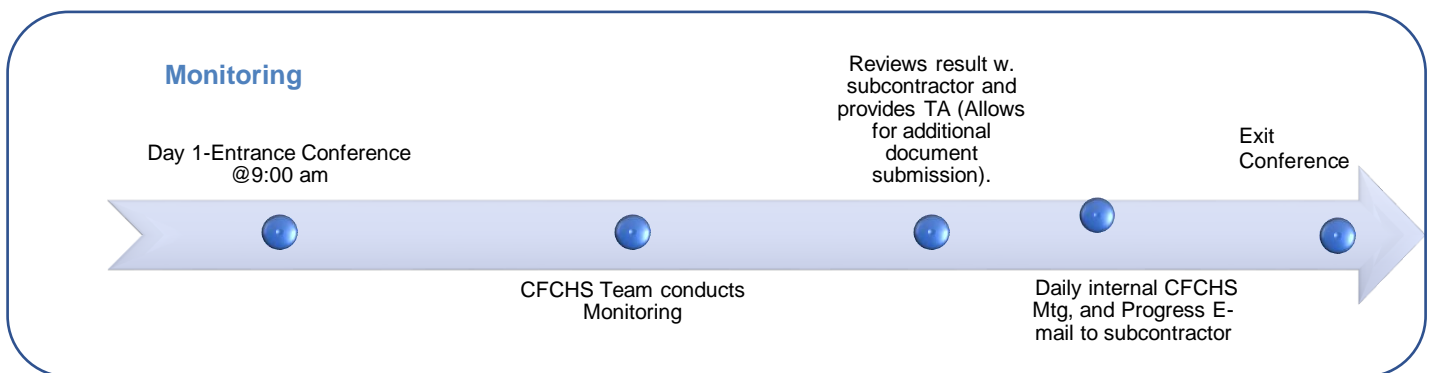 Monitoring
Day 1-Entrance Conference
@9:00 am
CFCHS Team conducts
Monitoring
Reviews result w.
subcontractor and
provides TA (Allows
for additional
document
submission).
Daily internal CFCHS
Mtg, and Progress E-
mail to subcontractor
Exit
Conference